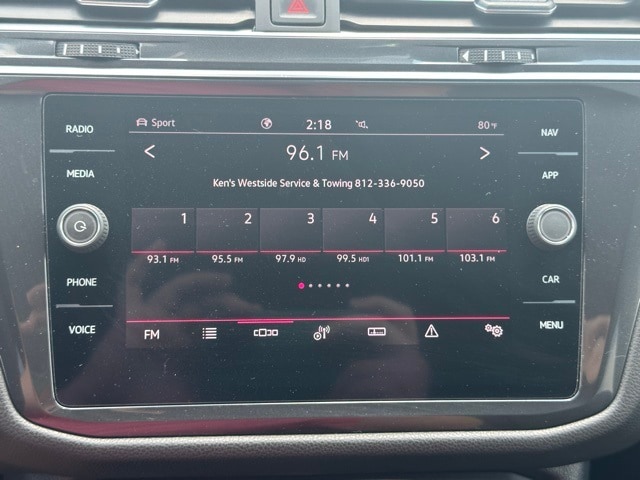 RADIO
MEDIA
PHONE
VOICE
Sport 2:18 80°F
96.1 FM
Ken's Westside Service & Towing 812-336-9050
1 2 3 4 5 6
93.1 FM 95.5 FM 97.9 HD 99.5 HD1 101.1 FM 103.1 FM
FM
NAV
APP
CAR
MENU